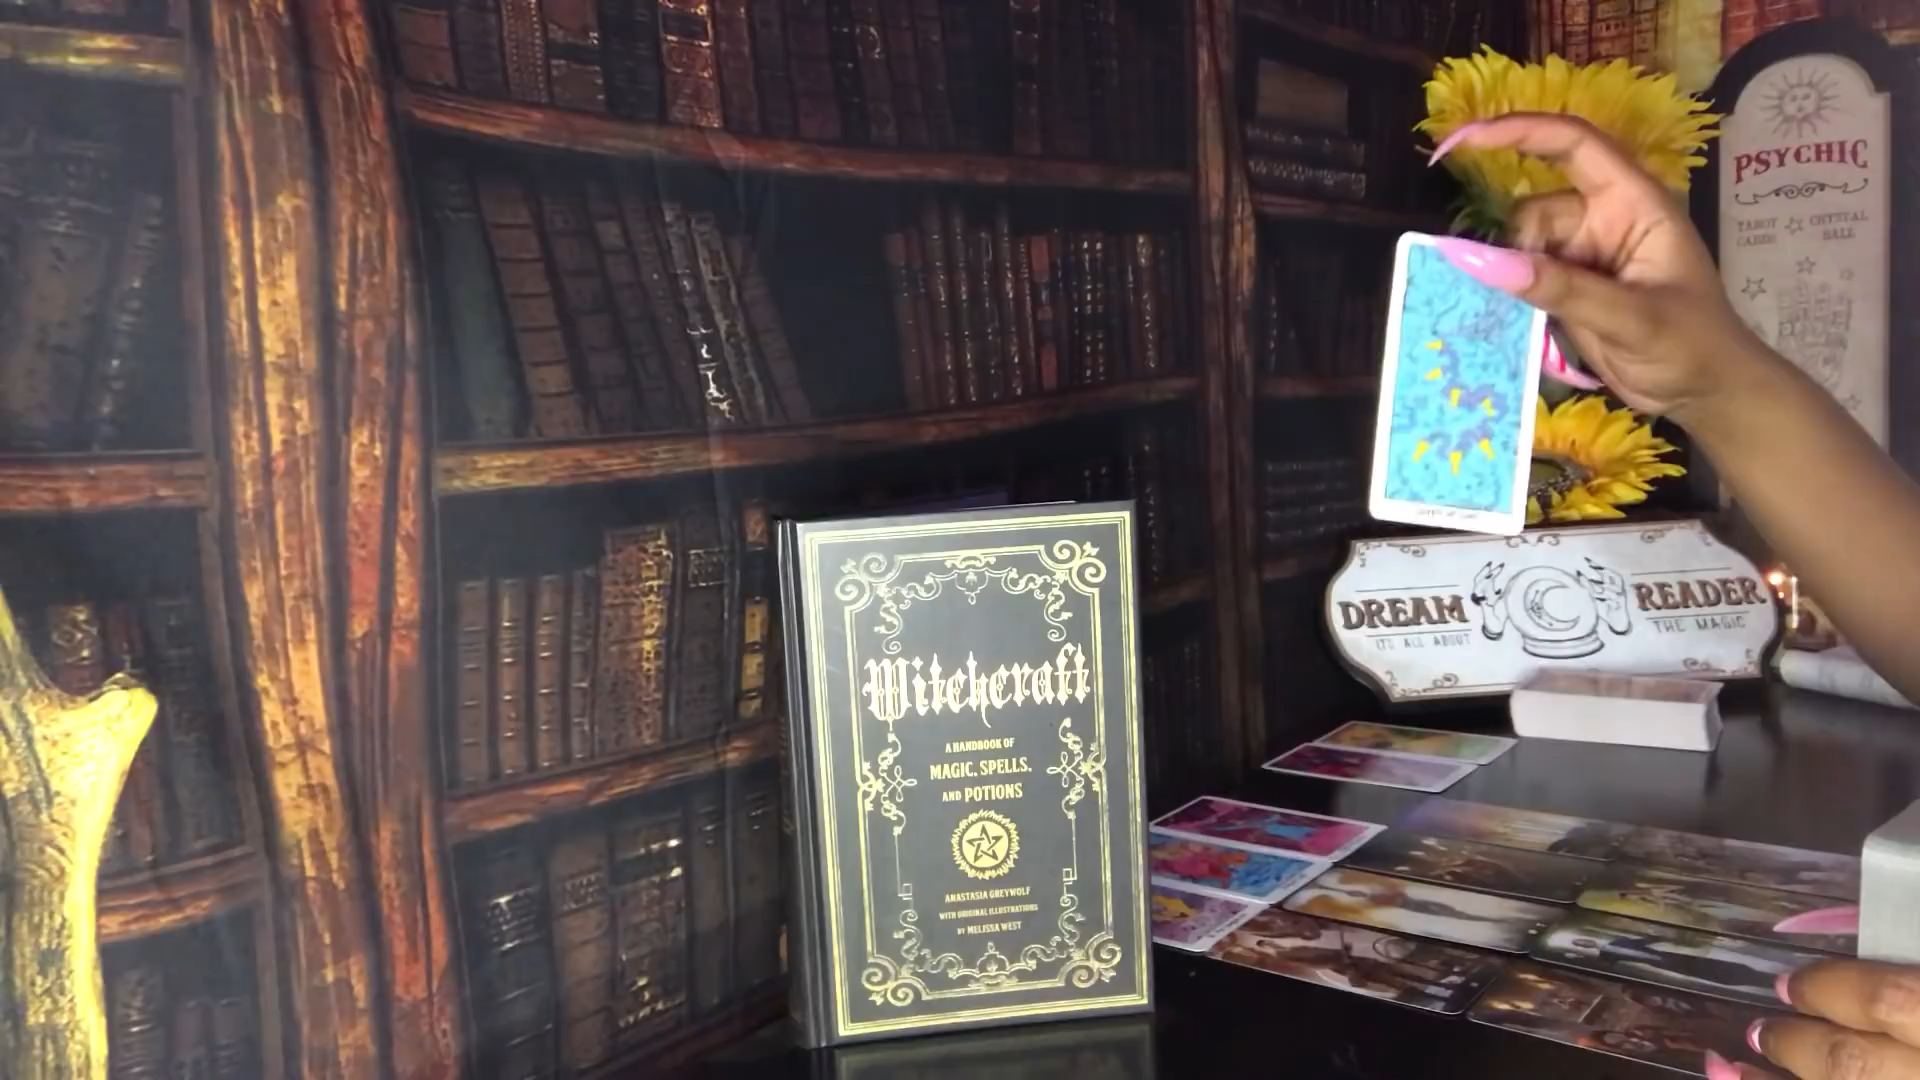 PSYCHIC
TAROT CRYSTAL
CARDS BALL
DREAM READER
ITS ALL ABOUT THE MAGIC
Witchcraft
A HANDBOOK OF
MAGIC, SPELLS,
AND POTIONS
ANASTASIA GREYWOLF
WITH ORIGINAL ILLUSTRATIONS
BY MELISSA WEST